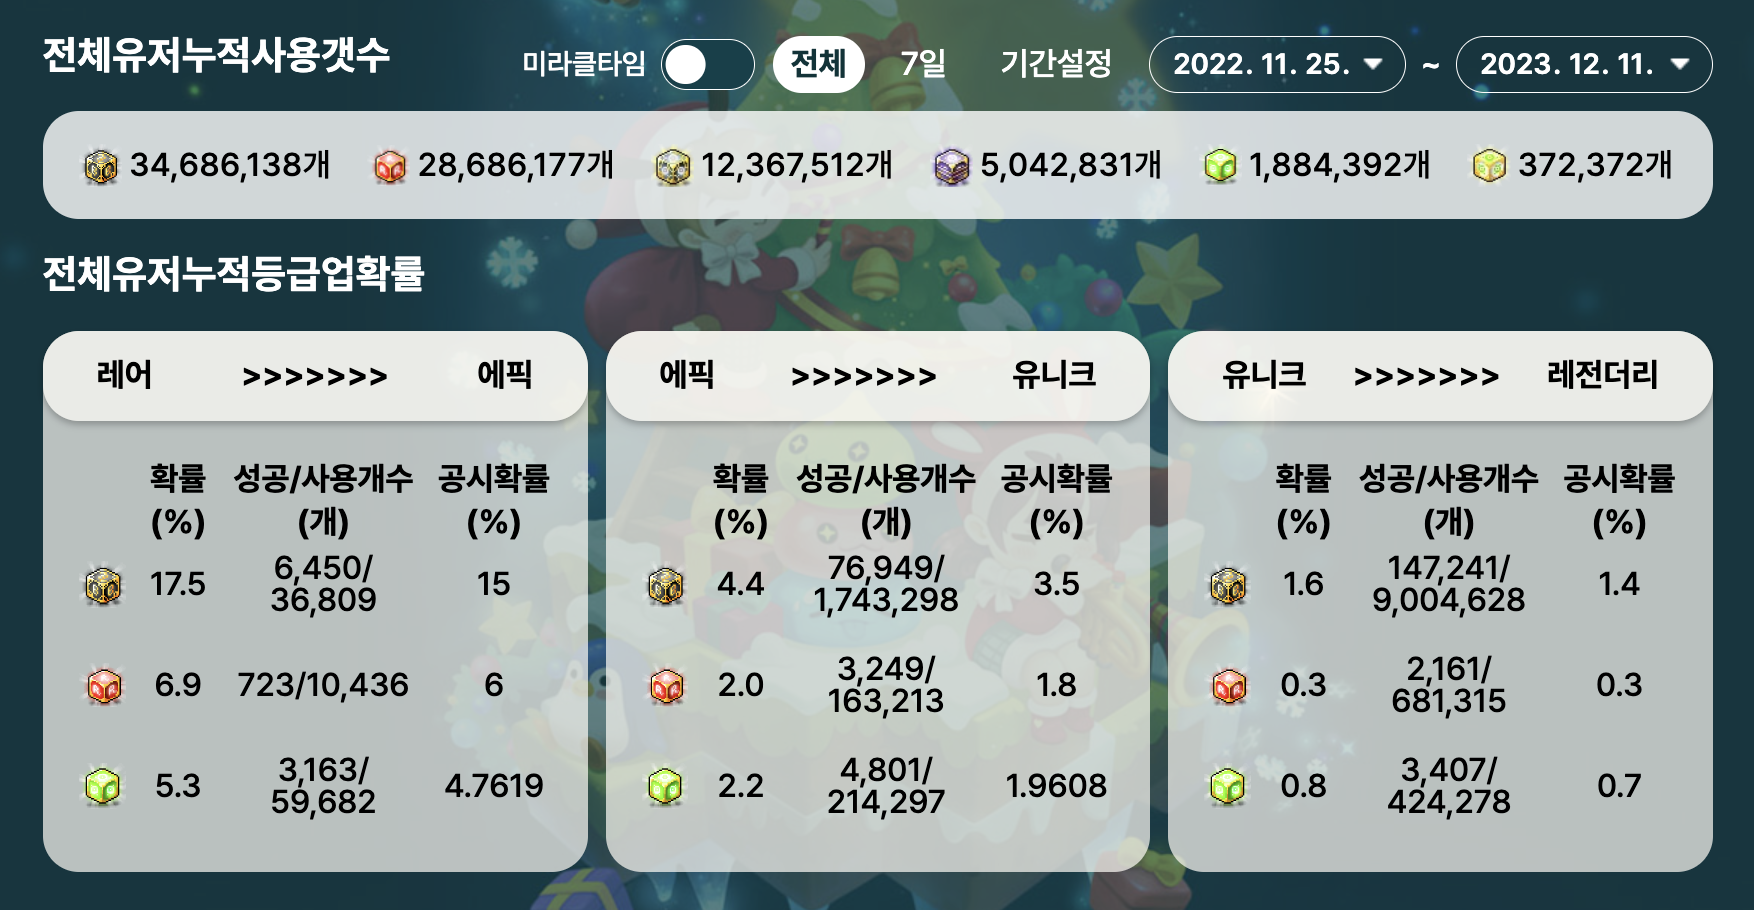 전체유저누적사용갯수
미라클타임 전체 7일 기간설정 2022. 11. 25. ~ 2023. 12. 11.
34,686,138개 28,686,177개 12,367,512개 5,042,831개 1,884,392개 372,372개
전체유저누적등급업확률
레어 >>>>>>> 에픽
확률 성공/사용개수 공시확률
(%) (개) (%)
17.5 6,450/ 15
36,809
6.9 723/10,436 6
5.3 3,163/ 4.7619
59,682
에픽 >>>>>>> 유니크
확률 성공/사용개수 공시확률
(%) (개) (%)
4.4 76,949/ 3.5
1,743,298
2.0 3,249/ 1.8
163,213
2.2 4,801/ 1.9608
214,297
유니크 >>>>>>> 레전더리
확률 성공/사용개수 공시확률
(%) (개) (%)
1.6 147,241/ 1.4
9,004,628
0.3 2,161/ 0.3
681,315
0.8 3,407/ 0.7
424,278